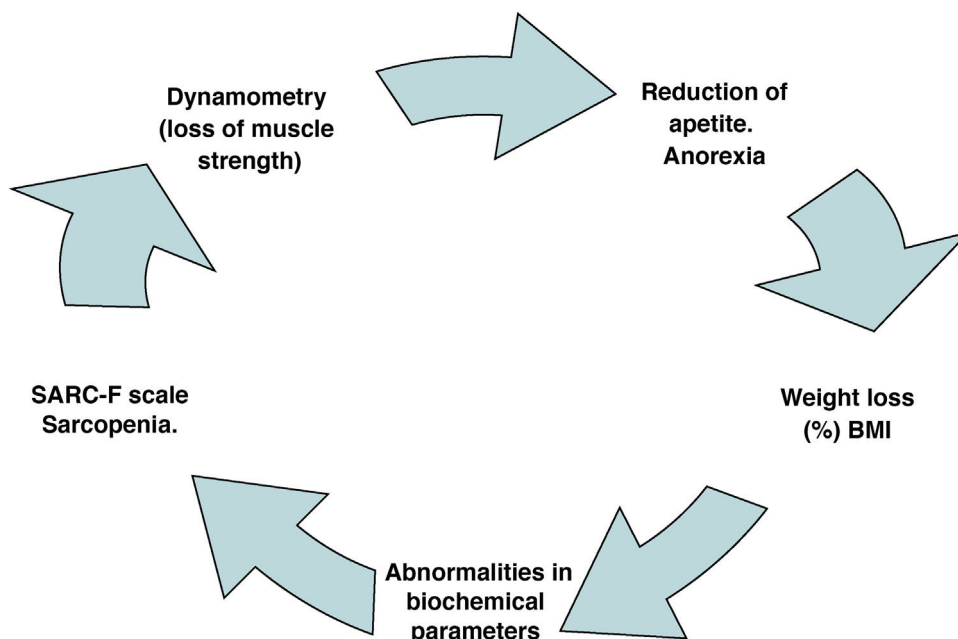 Dynamometry
(loss of muscle
strength)
Reduction of
apetite.
Anorexia
Weight loss
(%) BMI
Abnormalities in
biochemical
parameters
SARC-F scale
Sarcopenia.